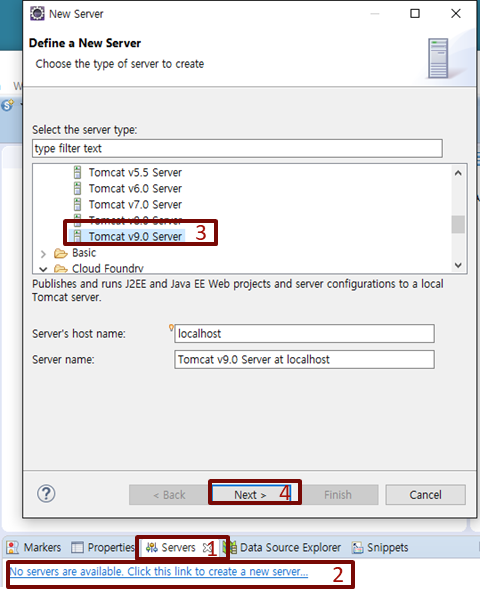 New Server
Define a New Server
Choose the type of server to create
W
Select the server type:
type filter text
Tomcat v5.5 Server
Tomcat v6.0 Server
Tomcat v7.0 Server
Tomcat v8.0 Server
Tomcat v9.0 Server 3
Basic
Cloud Foundry
Publishes and runs J2EE and Java EE Web projects and server configurations to a local
Tomcat server.
Server's host name: localhost
Server name: Tomcat v9.0 Server at localhost
? < Back Next > 4 Finish Cancel
Markers Properties Servers 1 Data Source Explorer Snippets
No servers are available. Click this link to create a new server... 2